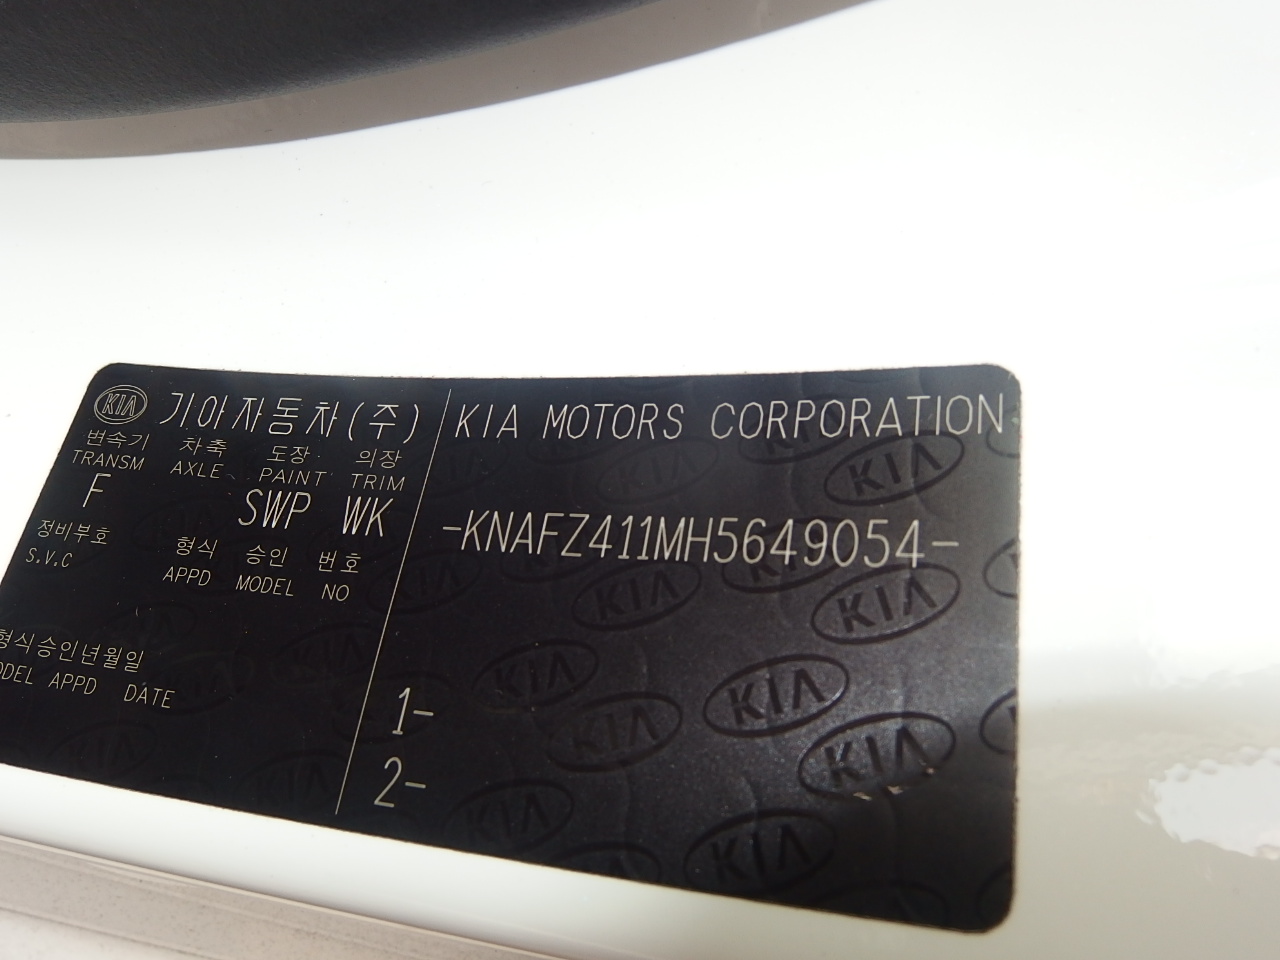 KIA 기아자동차(주) KIA MOTORS CORPORATION
변속기 차축 도장 의장
TRANSM AXLE PAINT TRIM
F SWP WK
-KNAFZ411MH5649054-
정비부호 형식 승인 번호
S.V.C APPD MODEL NO
형식승인년월일
ODEL APPD DATE
1-
2-